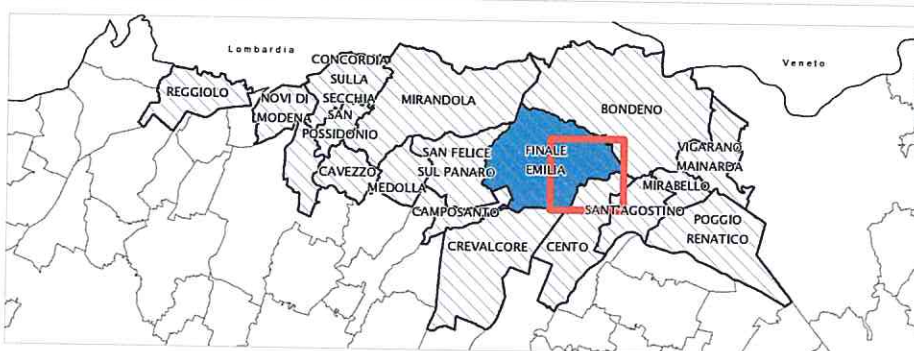 Lombardia
Veneto
CONCORDIA
SULLA
SECCHIA
REGGIOLO
NOVI DI
MODENA
MIRANDOLA
SAN
POSSIDONIO
BONDENO
CAVEZZO
MEDOLLA
SAN FELICE
SUL PANARO
FINALE
EMILIA
VIGARANO
MAINARDA
MIRABELLO
CAMPOSANTO
SANT'AGOSTINO
POGGIO
RENATICO
CREVALCORE
CENTO